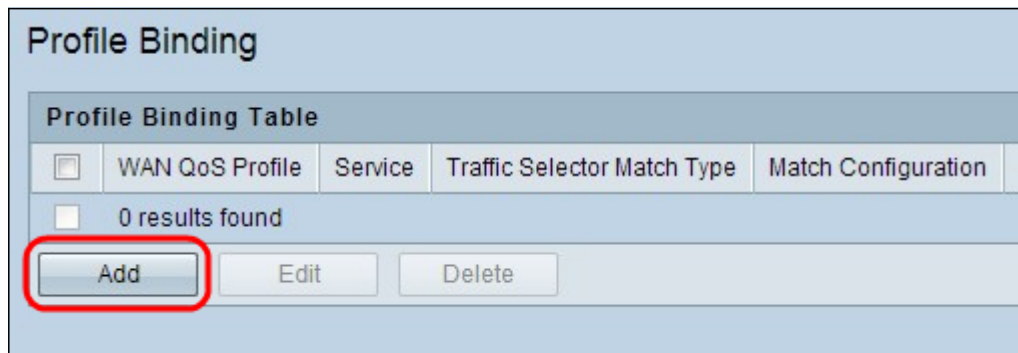 Profile Binding
Profile Binding Table
WAN QoS Profile Service Traffic Selector Match Type Match Configuration
0 results found
Add Edit Delete